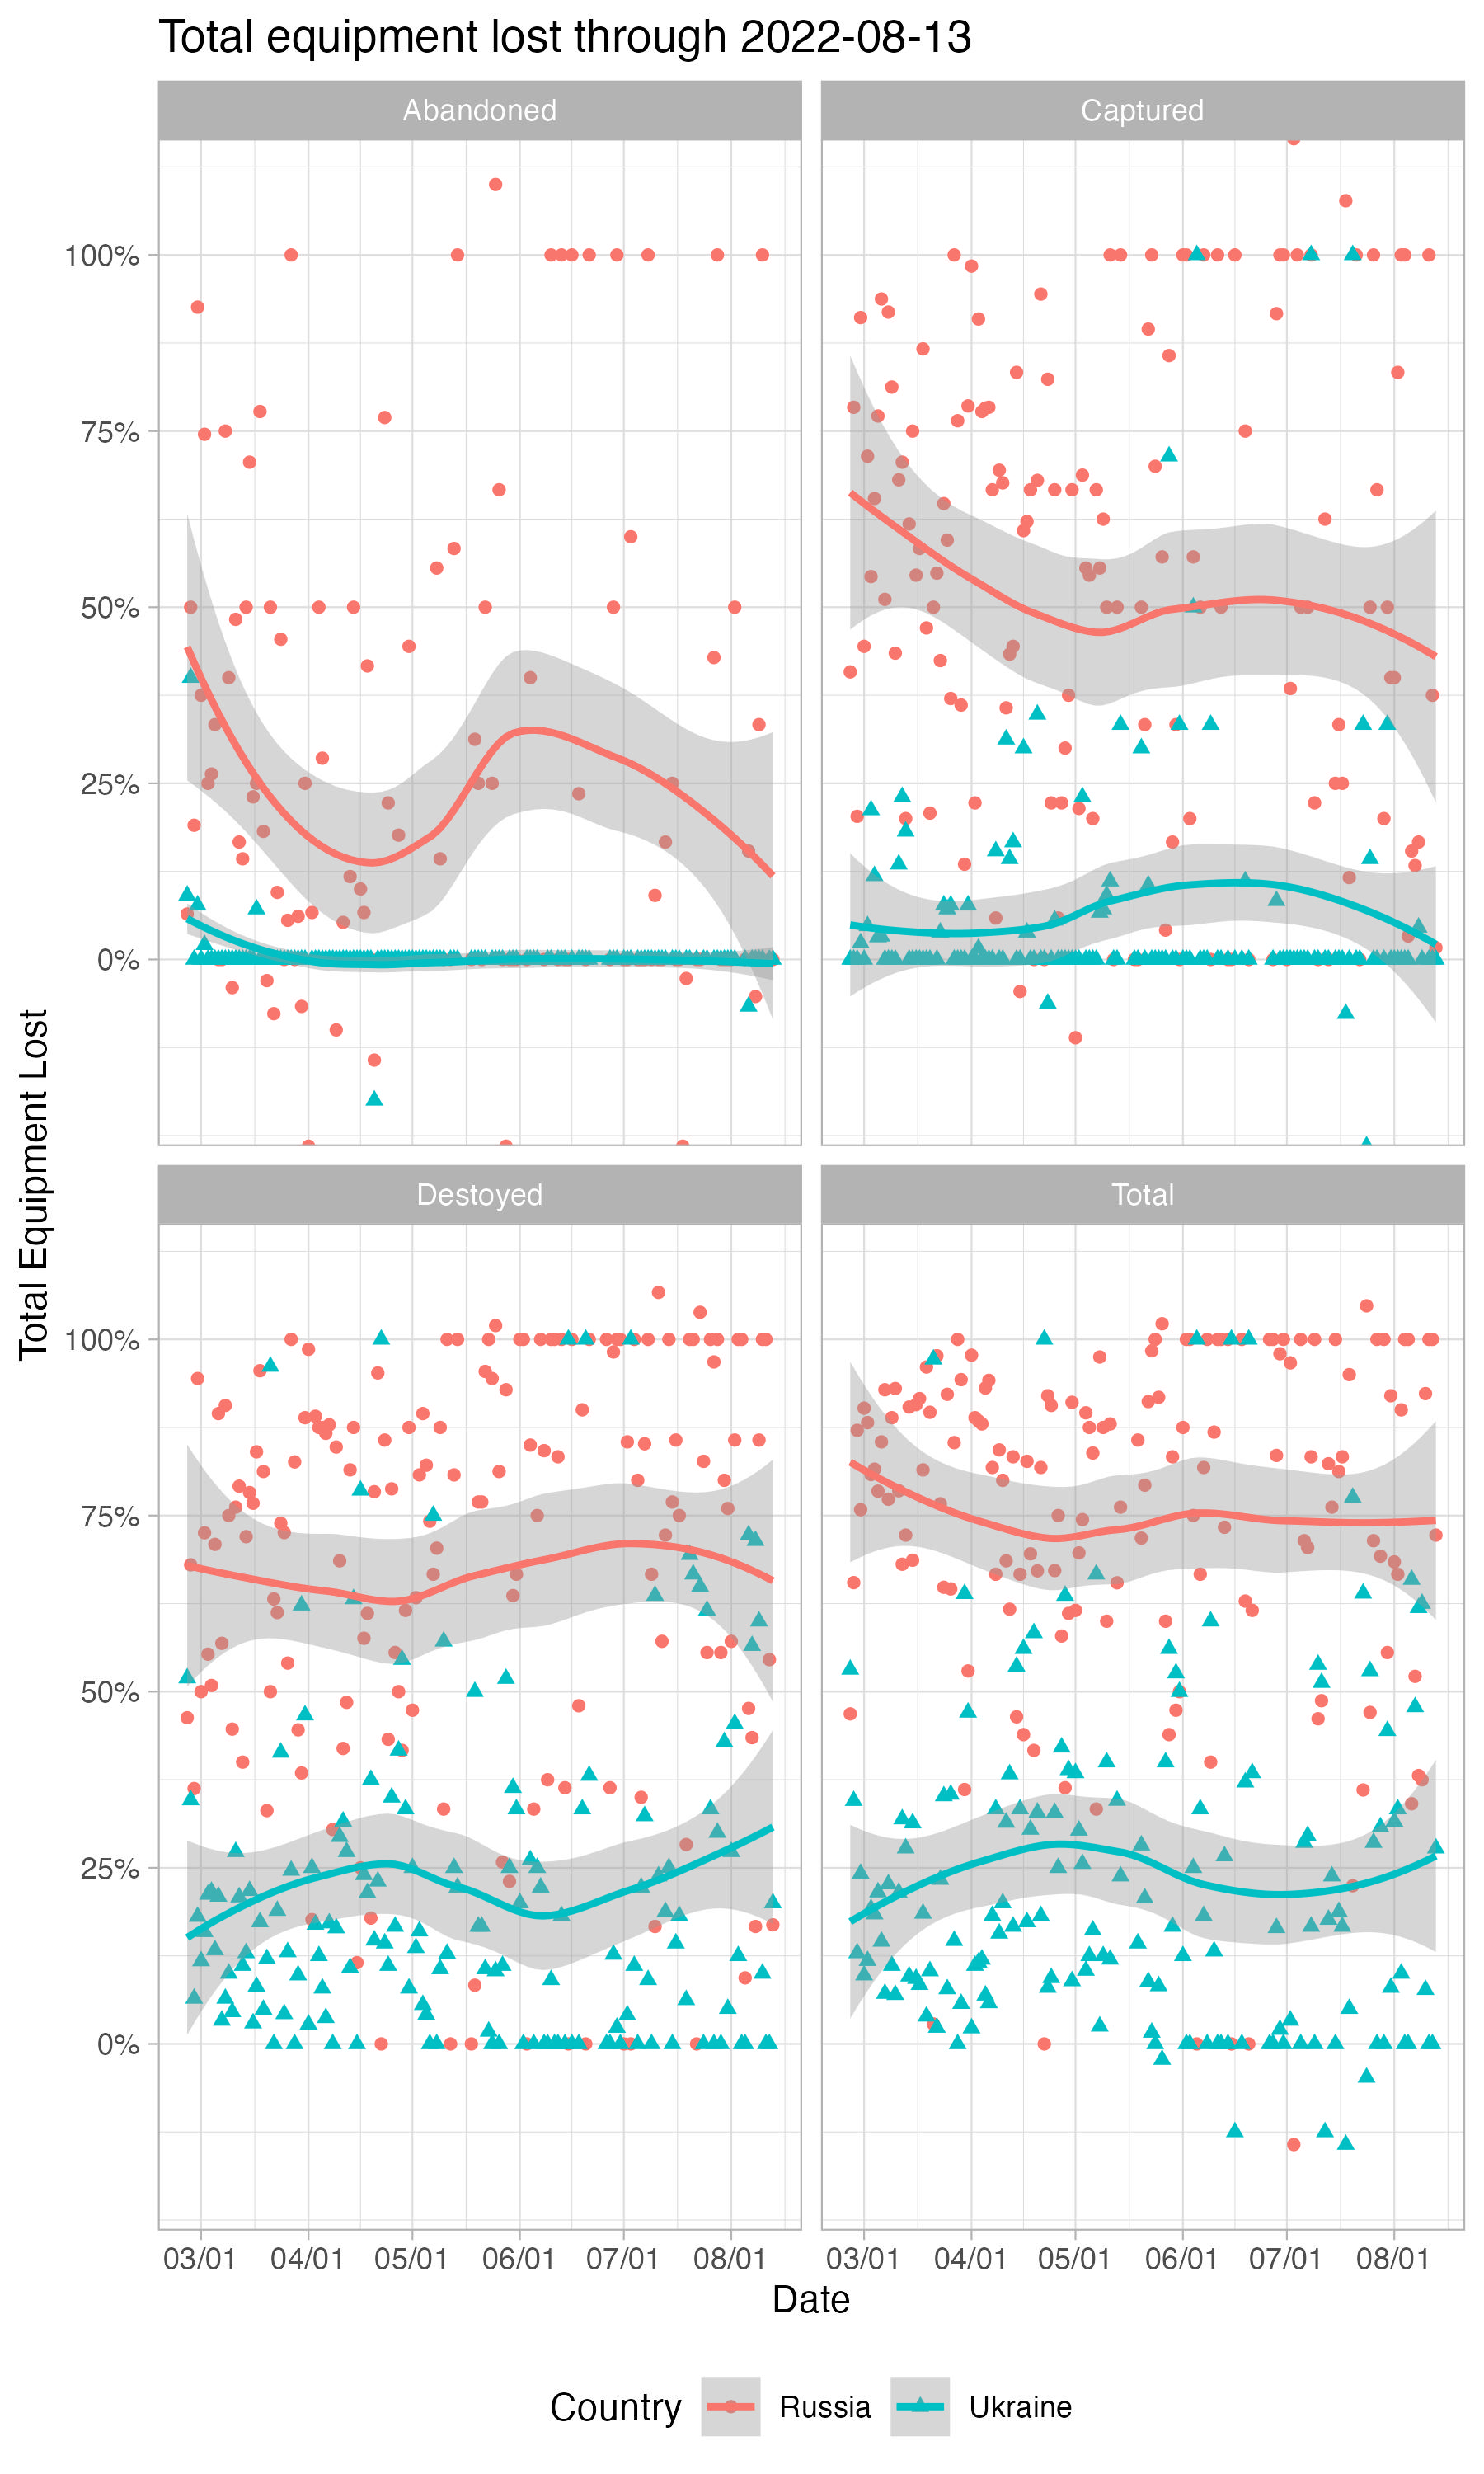 Total equipment lost through 2022-08-13
Abandoned
Captured
100%
75%
50%
25%
0%
Destoyed
Total
100%
75%
50%
25%
0%
Total Equipment Lost
03/01 04/01 05/01 06/01 07/01 08/01
03/01 04/01 05/01 06/01 07/01 08/01
Date
Country Russia Ukraine